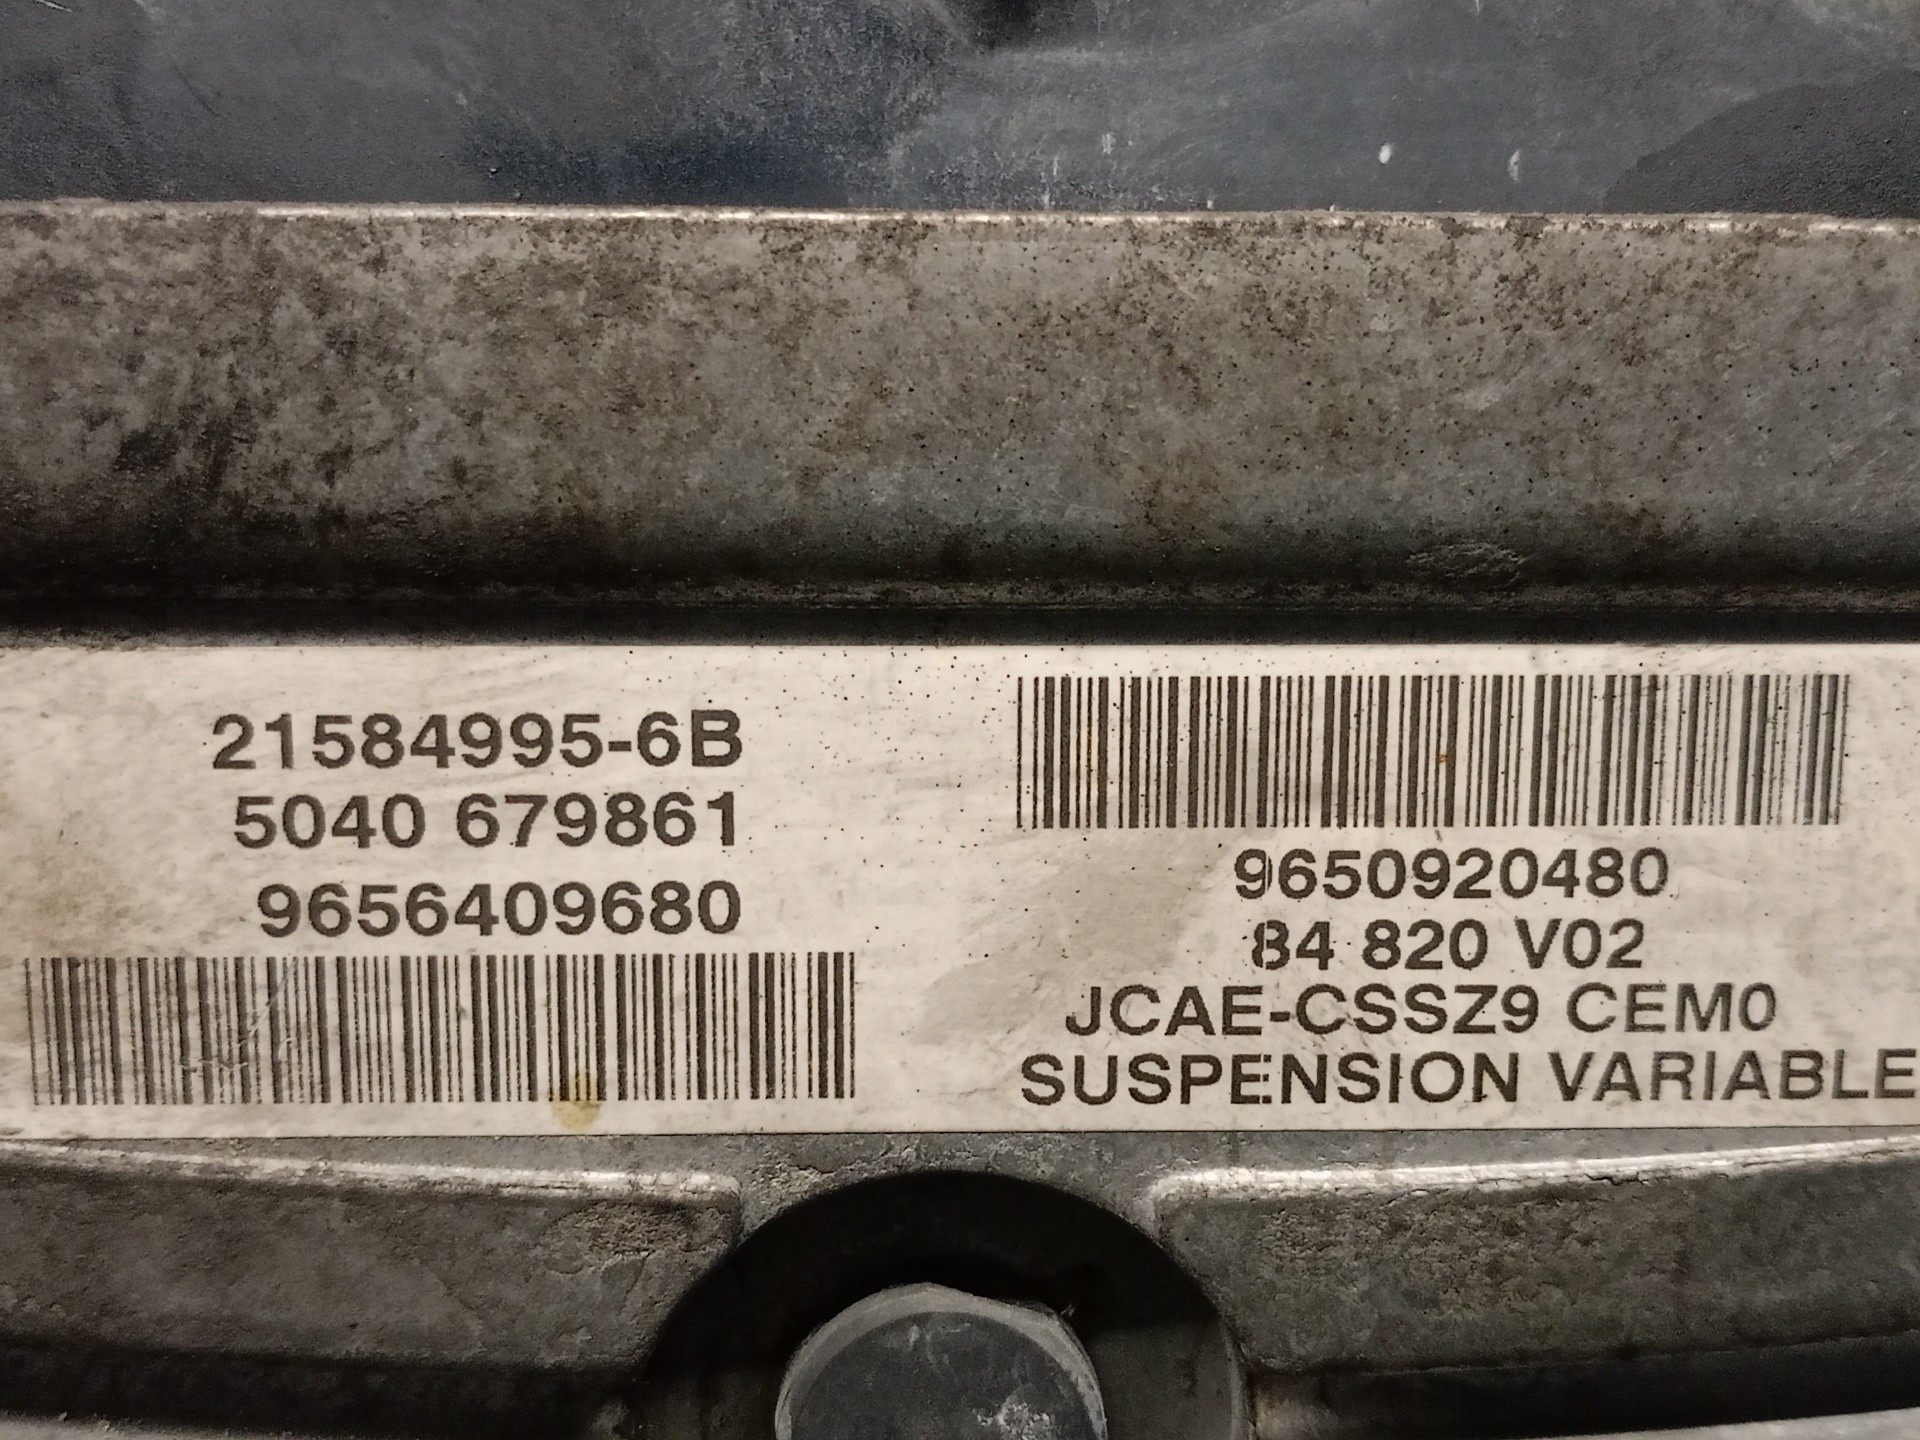 21584995-6B
5040 679861
9656409680
9650920480
84 820 V02
JCAE-CSSZ9 CEM0
SUSPENSION VARIABLE